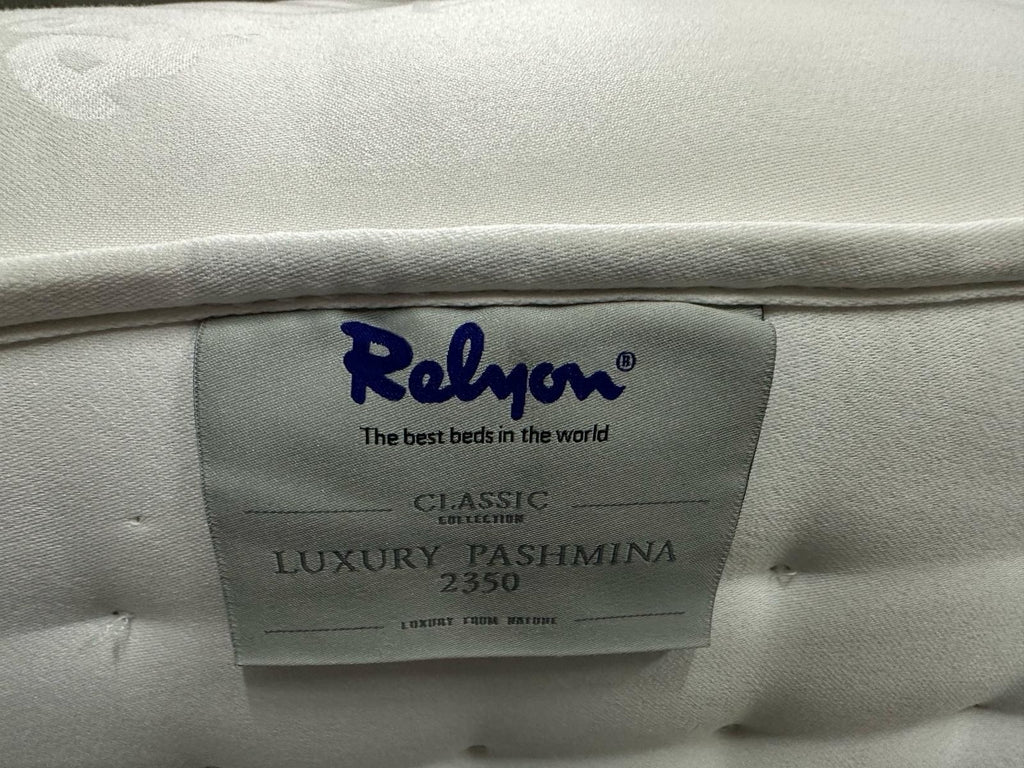 Relyon®
The best beds in the world
CLASSIC
COLLECTION
LUXURY PASHMINA
2350
LUXURY FROM NATURE